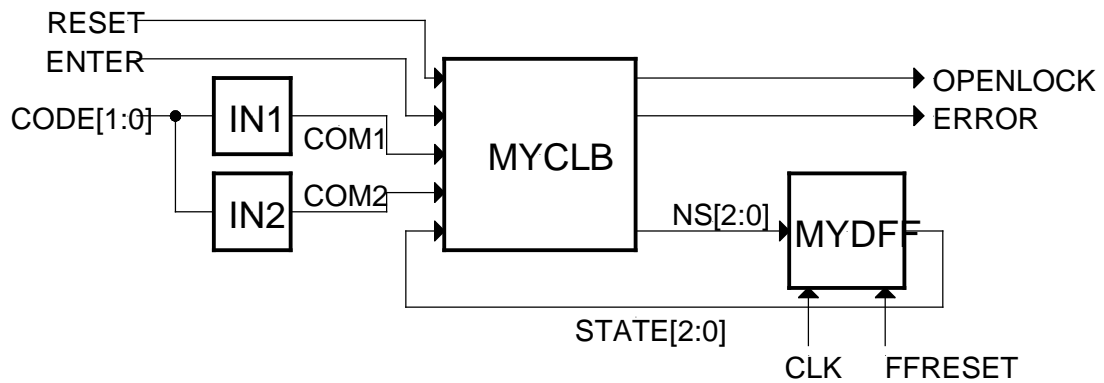 RESET
ENTER
OPENLOCK
CODE[1:0]
IN1
ERROR
COM1
MYCLB
IN2
COM2
NS[2:0]
MYDFF
STATE[2:0]
CLK
FFRESET